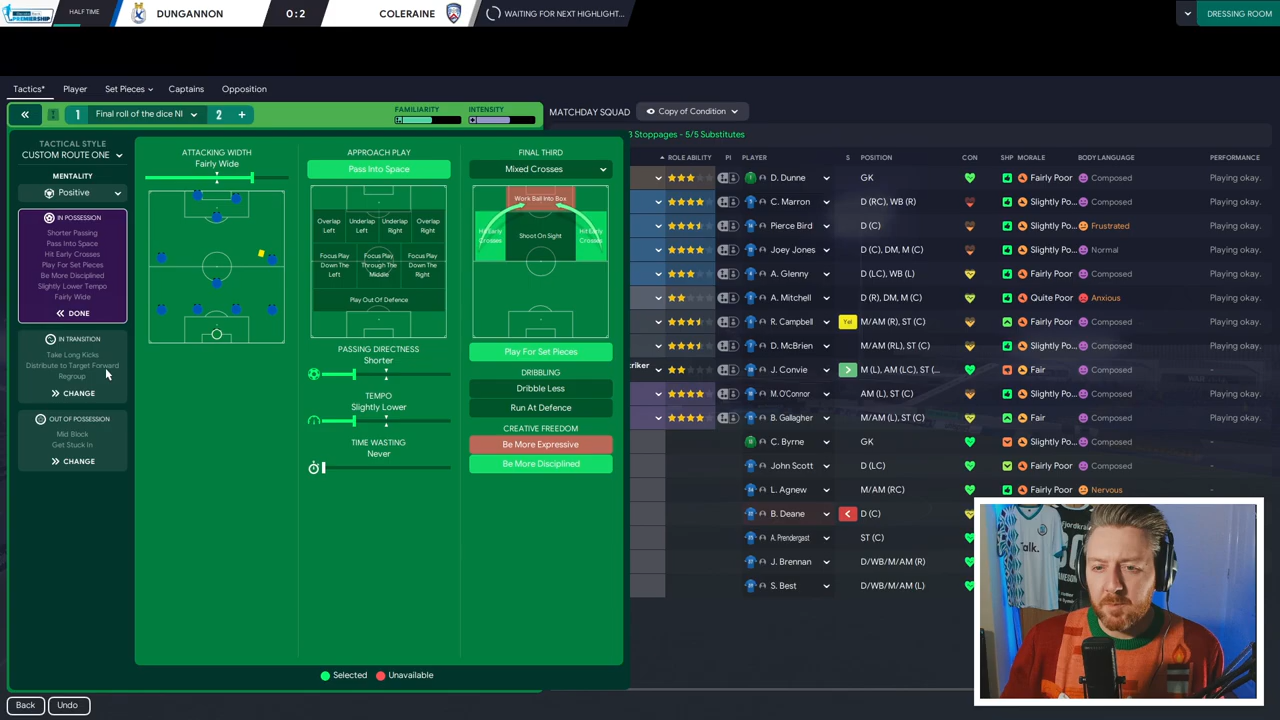 PREMIERSHIP
HALF TIME
DUNGANNON
0 : 2
COLERAINE
WAITING FOR NEXT HIGHLIGHT...
DRESSING ROOM
Tactics*
Player
Set Pieces
Captains
Opposition
1
Final roll of the dice NI
2
+
FAMILIARITY
INTENSITY
MATCHDAY SQUAD
Copy of Condition
TACTICAL STYLE
CUSTOM ROUTE ONE
MENTALITY
Positive
IN POSSESSION
Shorter Passing
Pass Into Space
Hit Early Crosses
Play For Set Pieces
Be More Disciplined
Slightly Lower Tempo
Fairly Wide
DONE
IN TRANSITION
Take Long Kicks
Distribute to Target Forward
Regroup
CHANGE
OUT OF POSSESSION
Mid Block
Get Stuck In
CHANGE
ATTACKING WIDTH
Fairly Wide
APPROACH PLAY
Pass Into Space
Overlap Left
Underlap Left
Underlap Right
Overlap Right
Focus Play Down The Left
Focus Play Through The Middle
Focus Play Down The Right
Play Out Of Defence
PASSING DIRECTNESS
Shorter
TEMPO
Slightly Lower
TIME WASTING
Never
FINAL THIRD
Mixed Crosses
Work Ball Into Box
Hit Early Crosses
Shoot On Sight
Hit Early Crosses
Play For Set Pieces
DRIBBLING
Dribble Less
Run At Defence
CREATIVE FREEDOM
Be More Expressive
Be More Disciplined
Selected
Unavailable
Back
Undo
3 Stoppages - 5/5 Substitutes
ROLE ABILITY PI PLAYER S POSITION CON SHP MORALE BODY LANGUAGE PERFORMANCE
D. Dunne GK Fairly Poor Composed Playing okay.
C. Marron D (RC), WB (R) Slightly Po... Composed Playing okay.
Pierce Bird D (C) Slightly Po... Frustrated Playing okay.
Joey Jones D (C), DM, M (C) Slightly Po... Normal Playing okay.
A. Glenny D (LC), WB (L) Fairly Poor Composed Playing okay.
A. Mitchell (R), DM, M (C) Quite Poor Anxious Playing okay.
R. Campbell Yel M/AM (R), ST (C) Fairly Poor Composed Playing okay.
D. McBrien M/AM (RL), ST (C) Slightly Po... Composed Playing okay.
riker
Convie M (L), AM (LC), ST (... Fair Composed Playing okay.
M. O'Connor AM (L), ST (C) Slightly Po... Composed Playing okay.
B. Gallagher M/AM (L), ST (C) Fair Composed Playing okay.
C. Byrne GK Slightly Po... Composed -
John Scott D (LC) Fairly Poor Composed -
L. Agnew M/AM (RC) Fairly Poor Nervous -
B. Deane D (C)
A. Prendergast ST (C)
J. Brennan D/WB/M/AM (R)
S. Best D/WB/M/AM (L)
Talk.